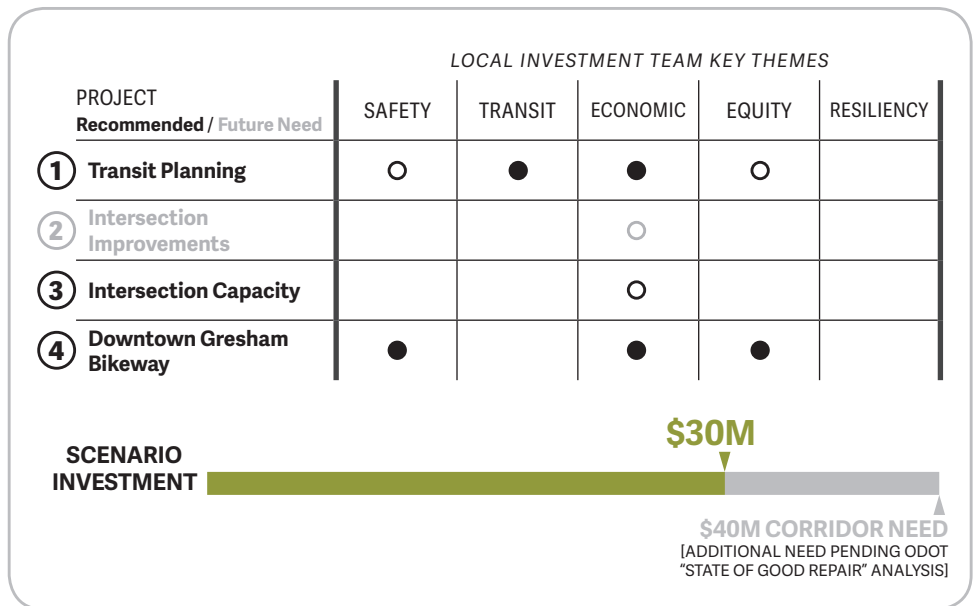 LOCAL INVESTMENT TEAM KEY THEMES
PROJECT
Recommended / Future Need
SAFETY
TRANSIT
ECONOMIC
EQUITY
RESILIENCY
1 Transit Planning
2 Intersection
Improvements
3 Intersection Capacity
4 Downtown Gresham
Bikeway
$30M
SCENARIO
INVESTMENT
$40M CORRIDOR NEED
[ADDITIONAL NEED PENDING ODOT
“STATE OF GOOD REPAIR” ANALYSIS]